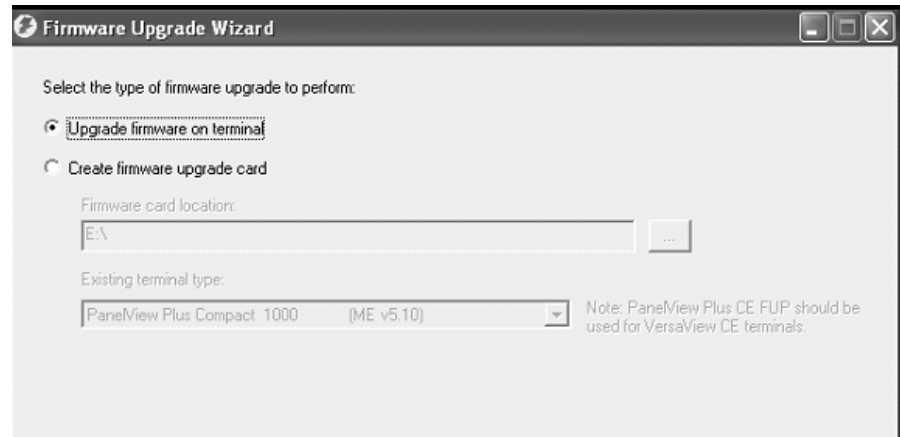 Firmware Upgrade Wizard
Select the type of firmware upgrade to perform:
Upgrade firmware on terminal
Create firmware upgrade card
Firmware card location:
E:\
...
Existing terminal type:
PanelView Plus Compact 1000 (ME v5.10)
Note: PanelView Plus CE FUP should be
used for VersaView CE terminals.